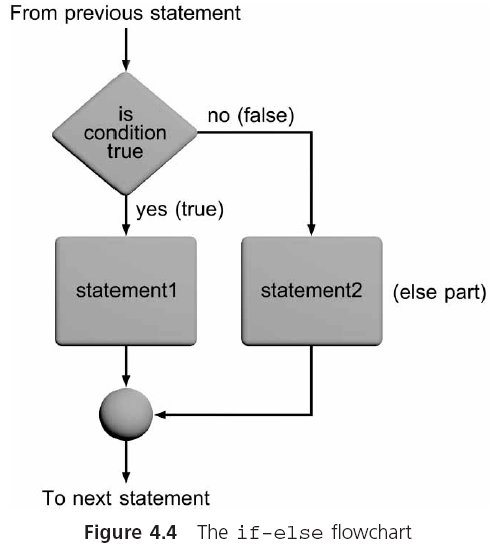 From previous statement
is
condition
true
no (false)
yes (true)
statement1
statement2
(else part)
To next statement
Figure 4.4 The if-else flowchart